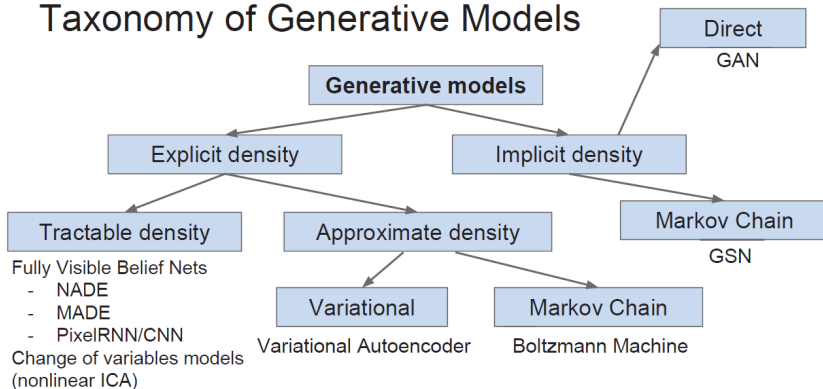 Taxonomy of Generative Models
Direct
GAN
Generative models
Explicit density
Implicit density
Tractable density
Approximate density
Markov Chain
GSN
Fully Visible Belief Nets
- NADE
- MADE
- PixelRNN/CNN
Change of variables models
(nonlinear ICA)
Variational
Variational Autoencoder
Markov Chain
Boltzmann Machine